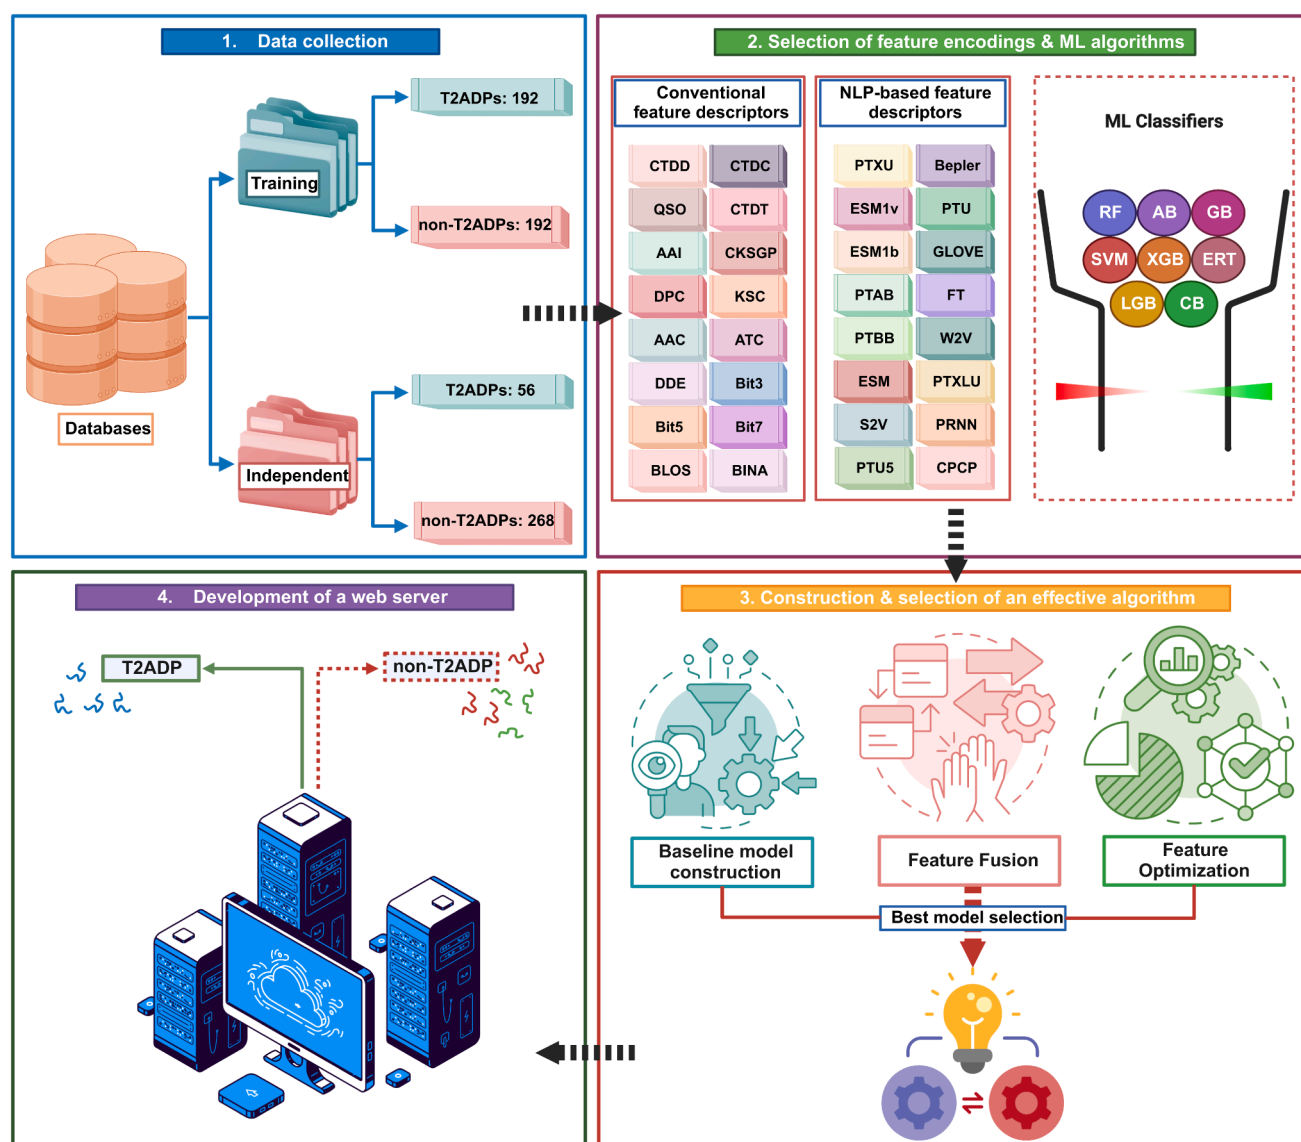 1. Data collection
T2ADPs: 192
Training
non-T2ADPs: 192
Databases
T2ADPs: 56
Independent
non-T2ADPs: 268
2. Selection of feature encodings & ML algorithms
Conventional
feature descriptors
CTDD CTDC
QSO CTDT
AAI CKSGP
DPC KSC
AAC ATC
DDE Bit3
Bit5 Bit7
BLOS BINA
NLP-based feature
descriptors
PTXU Bepler
ESM1v PTU
ESM1b GLOVE
PTAB FT
PTBB W2V
ESM PTXLU
S2V PRNN
PTU5 CPCP
ML Classifiers
RF AB GB
SVM XGB ERT
LGB CB
3. Construction & selection of an effective algorithm
Baseline model
construction
Feature Fusion
Feature
Optimization
Best model selection
4. Development of a web server
T2ADP
non-T2ADP